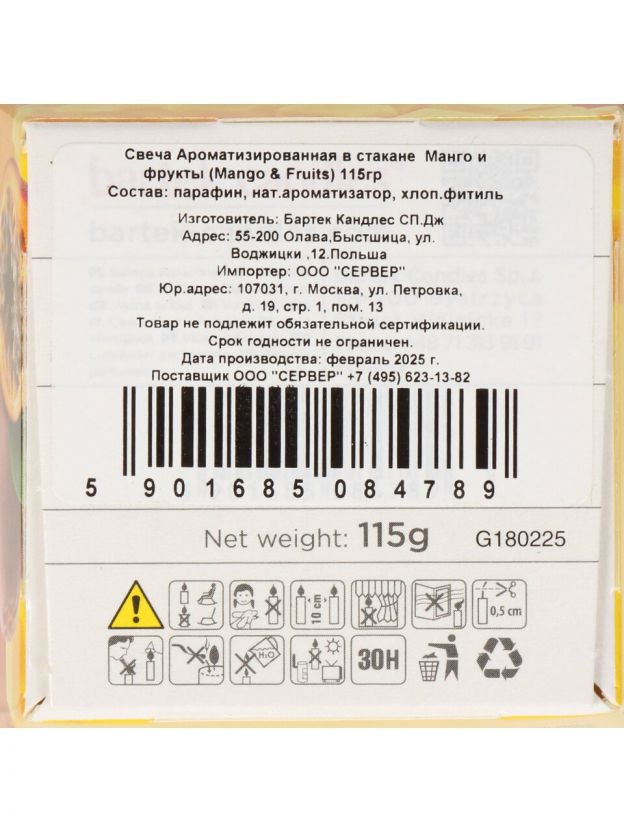 Свеча Ароматизированная в стакане Манго и
фрукты (Mango & Fruits) 115гр
Состав: парафин, нат.ароматизатор, хлоп.фитиль
Изготовитель: Бартек Кандлес СП.Дж
Адрес: 55-200 Олава,Быстшица, ул.
Воджицки ,12.Польша
Импортер: ООО "СЕРВЕР"
Юр.адрес: 107031, г. Москва, ул. Петровка,
д. 19, стр. 1, пом. 13
Товар не подлежит обязательной сертификации.
Срок годности не ограничен.
Дата производства: февраль 2025 г.
Поставщик ООО "СЕРВЕР" +7 (495) 623-13-82
5 901685 084789
Net weight: 115g G180225
10 cm
0,5 cm
H₂O
30H